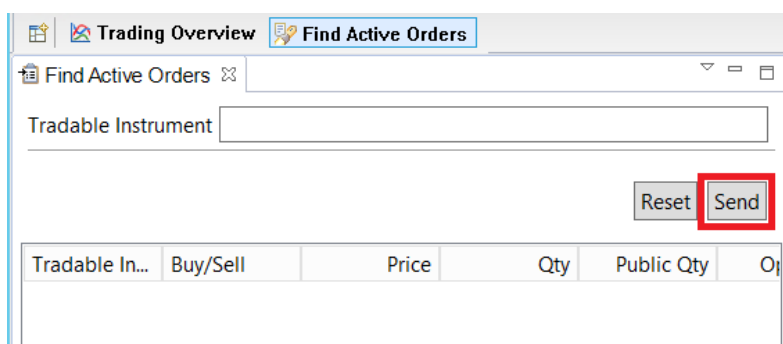 Trading Overview Find Active Orders
Find Active Orders
Tradable Instrument
Reset Send
Tradable In... Buy/Sell Price Qty Public Qty